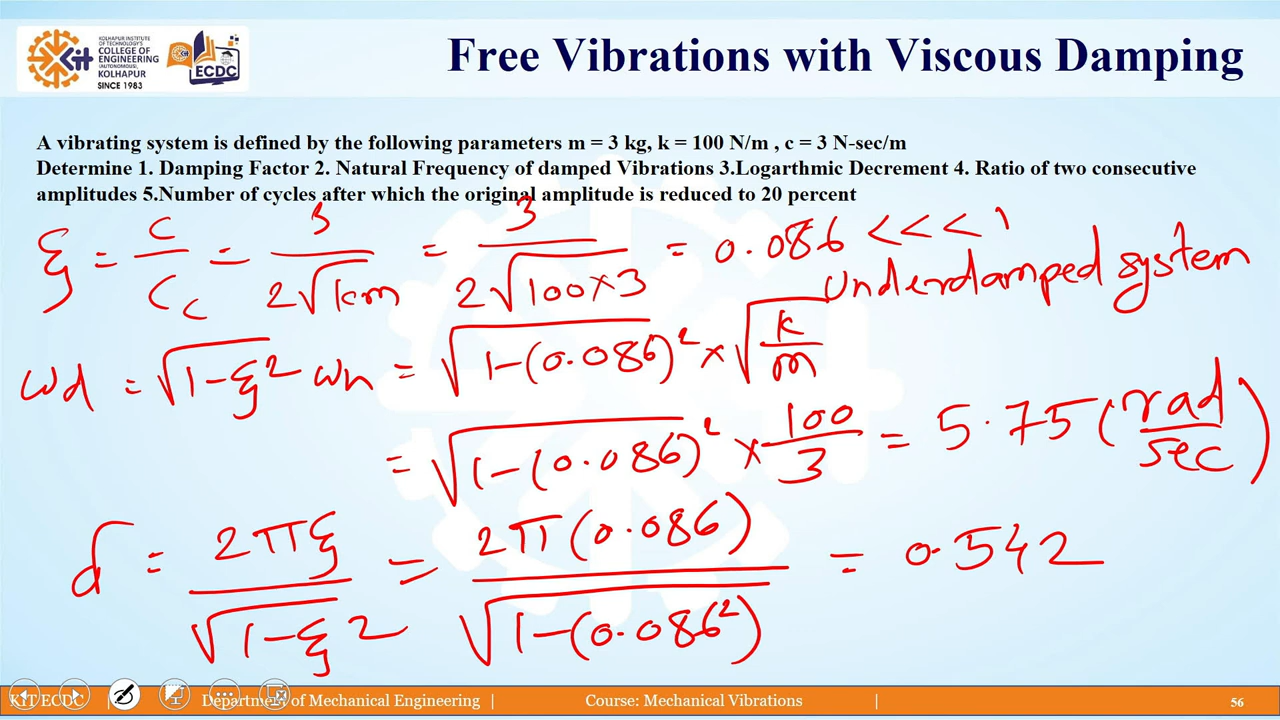 KOLHAPUR INSTITUTE
OF TECHNOLOGY'S
COLLEGE OF
ENGINEERING
(AUTONOMOUS),
KOLHAPUR
SINCE 1983
KIT
ECDC
Free Vibrations with Viscous Damping
A vibrating system is defined by the following parameters m = 3 kg, k = 100 N/m , c = 3 N-sec/m
Determine 1. Damping Factor 2. Natural Frequency of damped Vibrations 3.Logarthmic Decrement 4. Ratio of two consecutive
amplitudes 5.Number of cycles after which the original amplitude is reduced to 20 percent
ξ = c/Cc = 3/2√km = 3/2√100×3 = 0.086 <<< 1
Underdamped system
ωd = √1-ξ² ωn = √1-(0.086)² × √k/m
= √1-(0.086)² × 100/3 = 5.75 (rad/sec)
δ = 2πξ/√1-ξ² = 2π(0.086)/√1-(0.086²) = 0.542
KIT ECDC | Department of Mechanical Engineering | Course: Mechanical Vibrations | 56